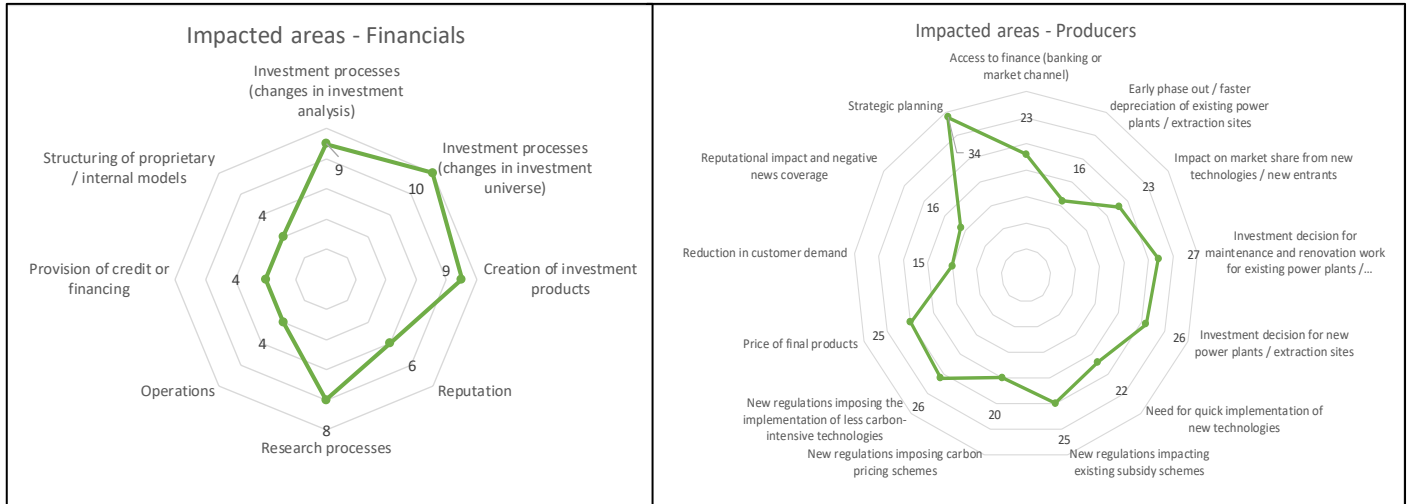 Impacted areas - Financials
Investment processes
(changes in investment
analysis)
9
Investment processes
(changes in investment
universe)
10
Creation of investment
products
9
Reputation
6
Research processes
8
Operations
4
Provision of credit or
financing
4
Structuring of proprietary
/ internal models
4
Impacted areas - Producers
Access to finance (banking or
market channel)
23
Early phase out / faster
depreciation of existing power
plants / extraction sites
16
Impact on market share from new
technologies / new entrants
23
Investment decision for
maintenance and renovation work
for existing power plants /...
27
Investment decision for new
power plants / extraction sites
26
Need for quick implementation of
new technologies
22
New regulations impacting
existing subsidy schemes
25
New regulations imposing carbon
pricing schemes
20
New regulations imposing the
implementation of less carbon-
intensive technologies
26
Price of final products
25
Reduction in customer demand
15
Reputational impact and negative
news coverage
16
Strategic planning
34